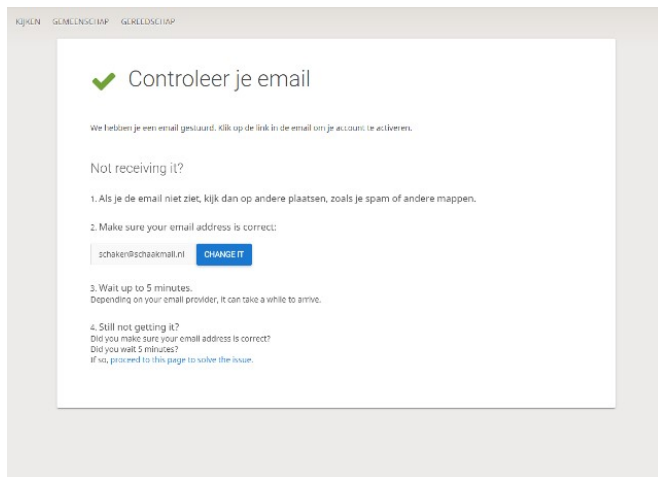 KIJKEN GEMEENSCHAP GEREEDSCHAP
Controleer je email
We hebben je een email gestuurd. Klik op de link in de email om je account te activeren.
Not receiving it?
1. Als je de email niet ziet, kijk dan op andere plaatsen, zoals je spam of andere mappen.
2. Make sure your email address is correct:
schaker@schaakmail.nl CHANGE IT
3. Wait up to 5 minutes.
Depending on your email provider, it can take a while to arrive.
4. Still not getting it?
Did you make sure your email address is correct?
Did you wait 5 minutes?
If so, proceed to this page to solve the issue.